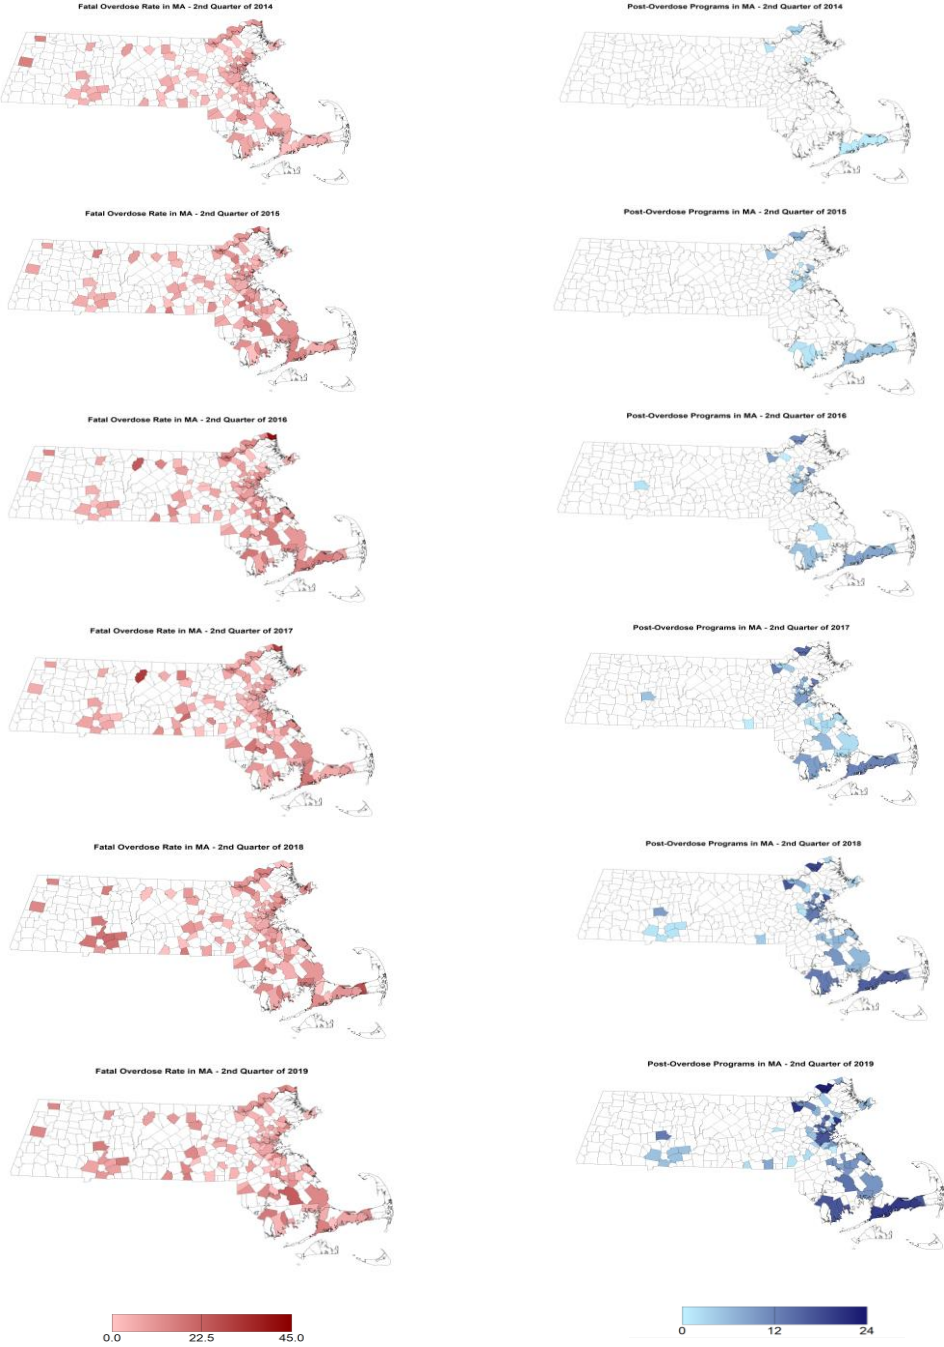 Fatal Overdose Rate in MA - 2nd Quarter of 2014
Post-Overdose Programs in MA - 2nd Quarter of 2014
Fatal Overdose Rate in MA - 2nd Quarter of 2015
Post-Overdose Programs in MA - 2nd Quarter of 2015
Fatal Overdose Rate in MA - 2nd Quarter of 2016
Post-Overdose Programs in MA - 2nd Quarter of 2016
Fatal Overdose Rate in MA - 2nd Quarter of 2017
Post-Overdose Programs in MA - 2nd Quarter of 2017
Fatal Overdose Rate in MA - 2nd Quarter of 2018
Post-Overdose Programs in MA - 2nd Quarter of 2018
Fatal Overdose Rate in MA - 2nd Quarter of 2019
Post-Overdose Programs in MA - 2nd Quarter of 2019
0.0 22.5 45.0
0 12 24